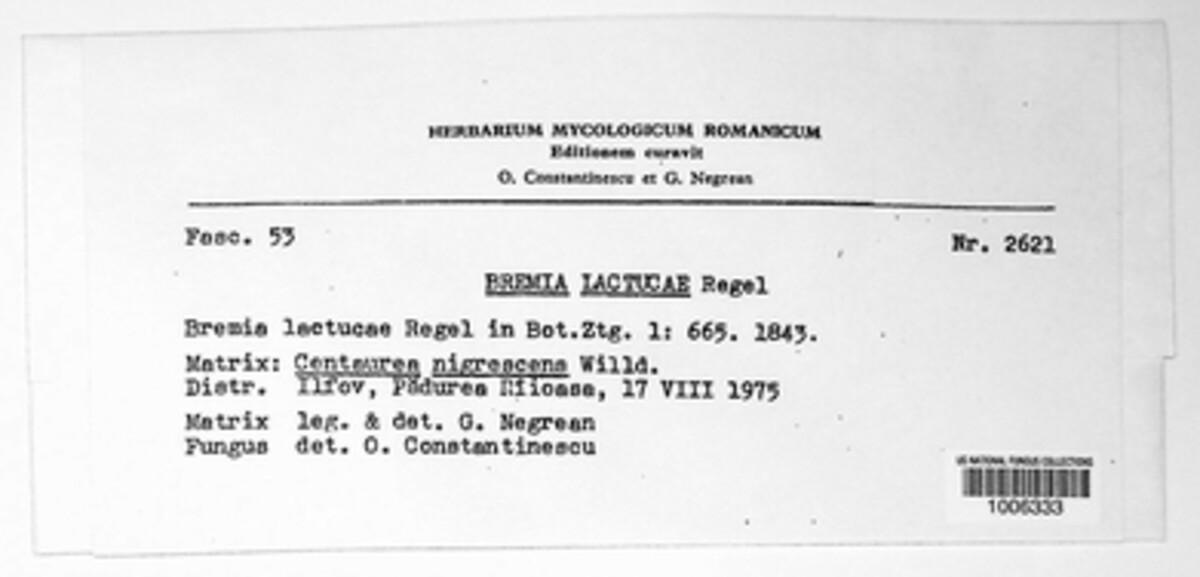 HERBARIUM MYCOLOGICUM ROMANICUM
Editionem curavit
O. Constantinescu et G. Negrean
Fasc. 53
Nr. 2621
BREMIA LACTUCAE Regel
Bremia lactucae Regel in Bot.Ztg. 1: 665. 1843.
Matrix: Centaurea nigrescens Willd.
Distr. Ilfov, Pădurea Rîioasa, 17 VIII 1975
Matrix leg. & det. G. Negrean
Fungus det. O. Constantinescu
US NATIONAL FUNGUS COLLECTIONS
1006333